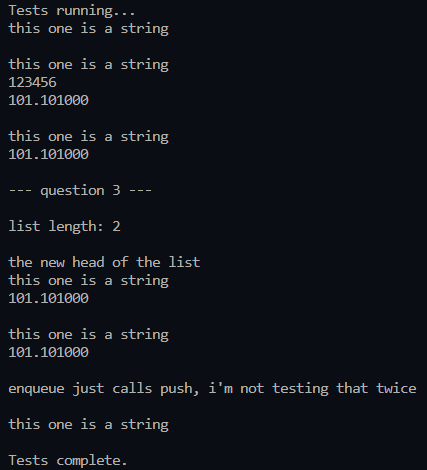 Tests running...
this one is a string
this one is a string
123456
101.101000
this one is a string
101.101000
--- question 3 ---
list length: 2
the new head of the list
this one is a string
101.101000
this one is a string
101.101000
enqueue just calls push, i'm not testing that twice
this one is a string
Tests complete.